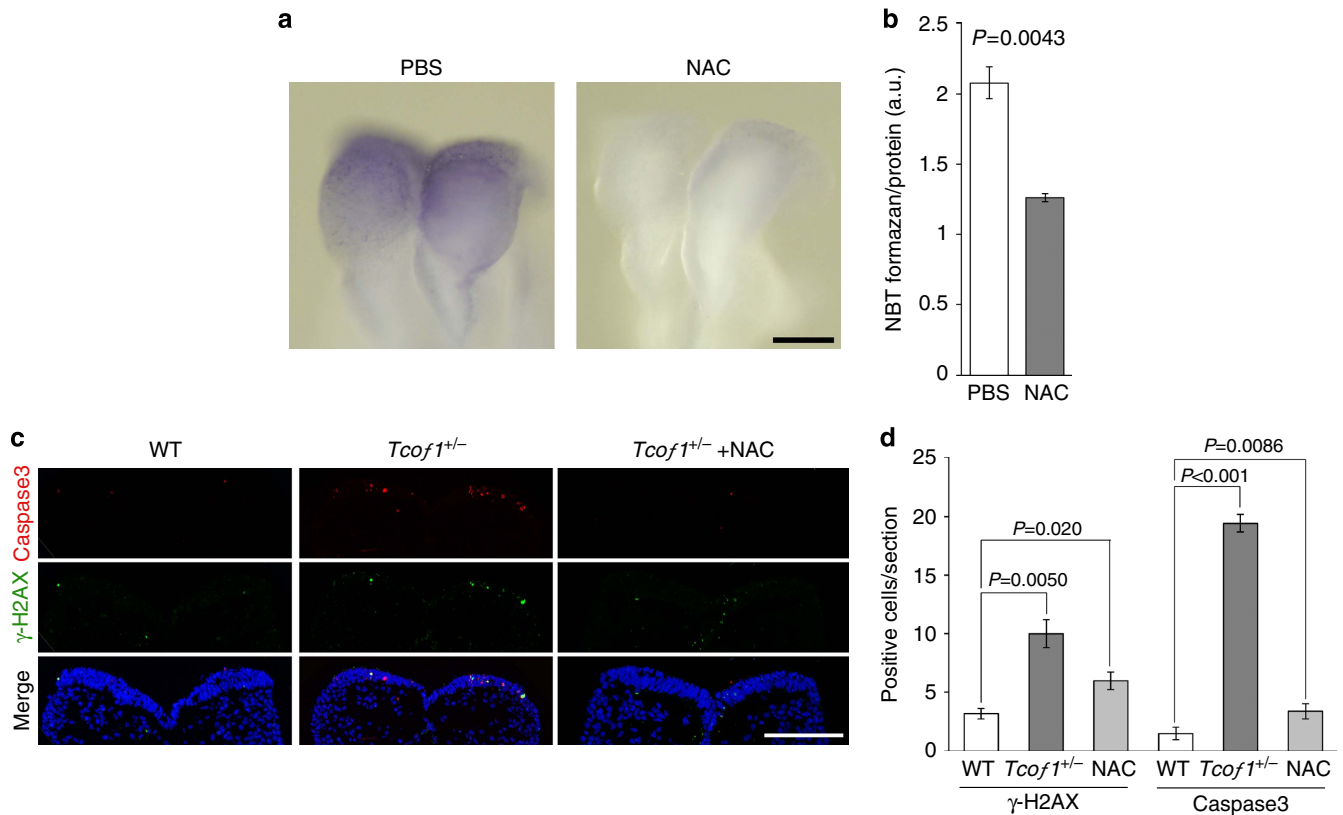 a
PBS
NAC
b
NBT formazan/protein (a.u.)
2.5
2
1.5
1
0.5
0
P=0.0043
PBS NAC
c
WT
Tcof1+/–
Tcof1+/– +NAC
Caspase3
γ-H2AX
Merge
d
Positive cells/section
25
20
15
10
5
0
P=0.0086
P<0.001
P=0.020
P=0.0050
WT Tcof1+/– NAC WT Tcof1+/– NAC
γ-H2AX Caspase3